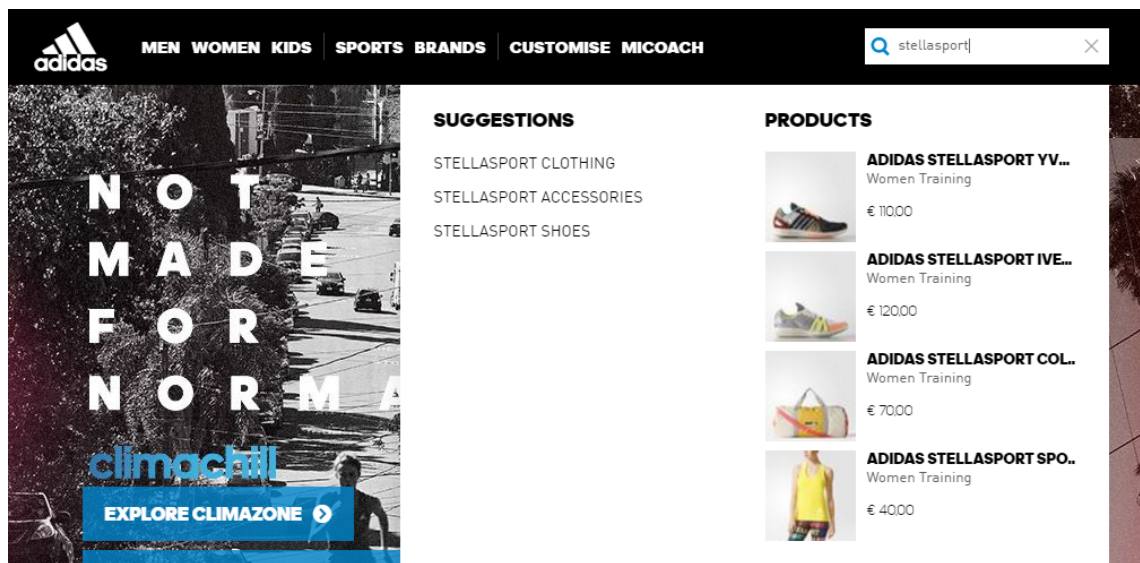 adidas
MEN WOMEN KIDS SPORTS BRANDS CUSTOMISE MICOACH
stellasport
NOT
MADE
FOR
NORMA
climachill
EXPLORE CLIMAZONE
SUGGESTIONS
STELLASPORT CLOTHING
STELLASPORT ACCESSORIES
STELLASPORT SHOES
PRODUCTS
ADIDAS STELLASPORT YV...
Women Training
€ 110,00
ADIDAS STELLASPORT IVE...
Women Training
€ 120,00
ADIDAS STELLASPORT COL..
Women Training
€ 70,00
ADIDAS STELLASPORT SPO..
Women Training
€ 40,00